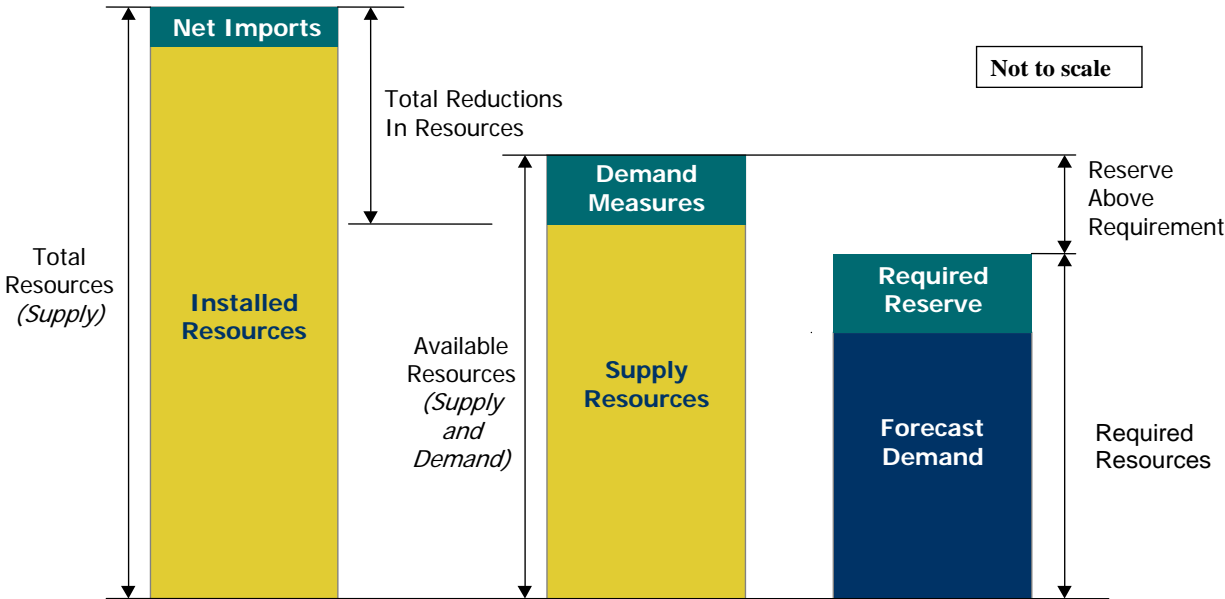 Net Imports
Not to scale
Total Reductions
In Resources
Demand
Measures
Reserve
Above
Requirement
Total
Resources
(Supply)
Installed
Resources
Required
Reserve
Available
Resources
(Supply
and
Demand)
Supply
Resources
Forecast
Demand
Required
Resources